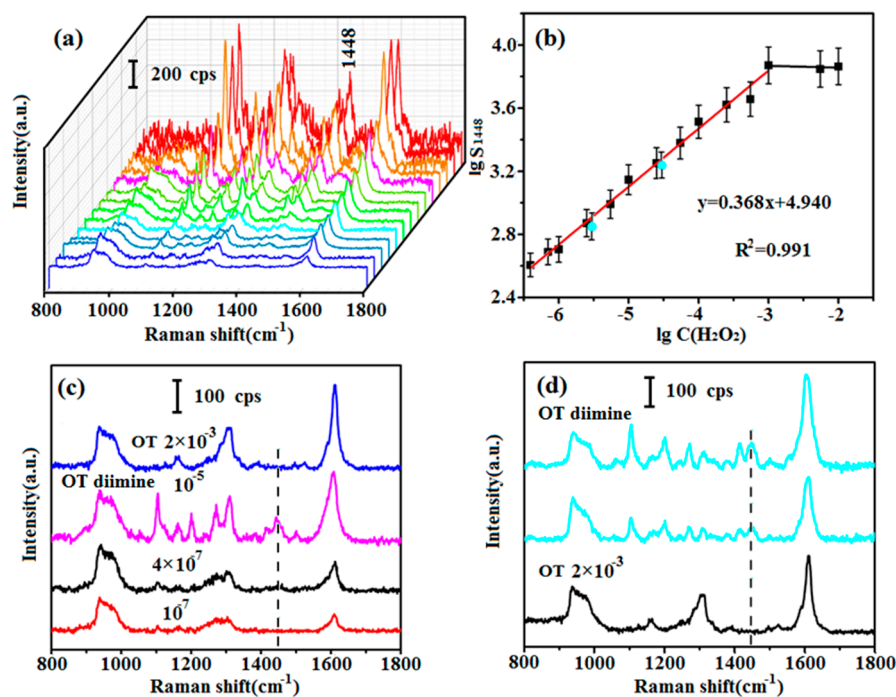 (a)
200 cps
1448
Intensity(a.u.)
800 1000 1200 1400 1600 1800
Raman shift(cm⁻¹)
(b)
4.0
3.6
3.2
2.8
2.4
lg S₁₄₄₈
y=0.368x+4.940
R²=0.991
-6 -5 -4 -3 -2
lg C(H₂O₂)
(c)
100 cps
OT 2×10⁻³
OT diimine 10⁻⁵
4×10⁻⁷
10⁻⁷
Intensity(a.u.)
800 1000 1200 1400 1600 1800
Raman shift(cm⁻¹)
(d)
100 cps
OT diimine
OT 2×10⁻³
Intensity(a.u.)
800 1000 1200 1400 1600 1800
Raman shift(cm⁻¹)